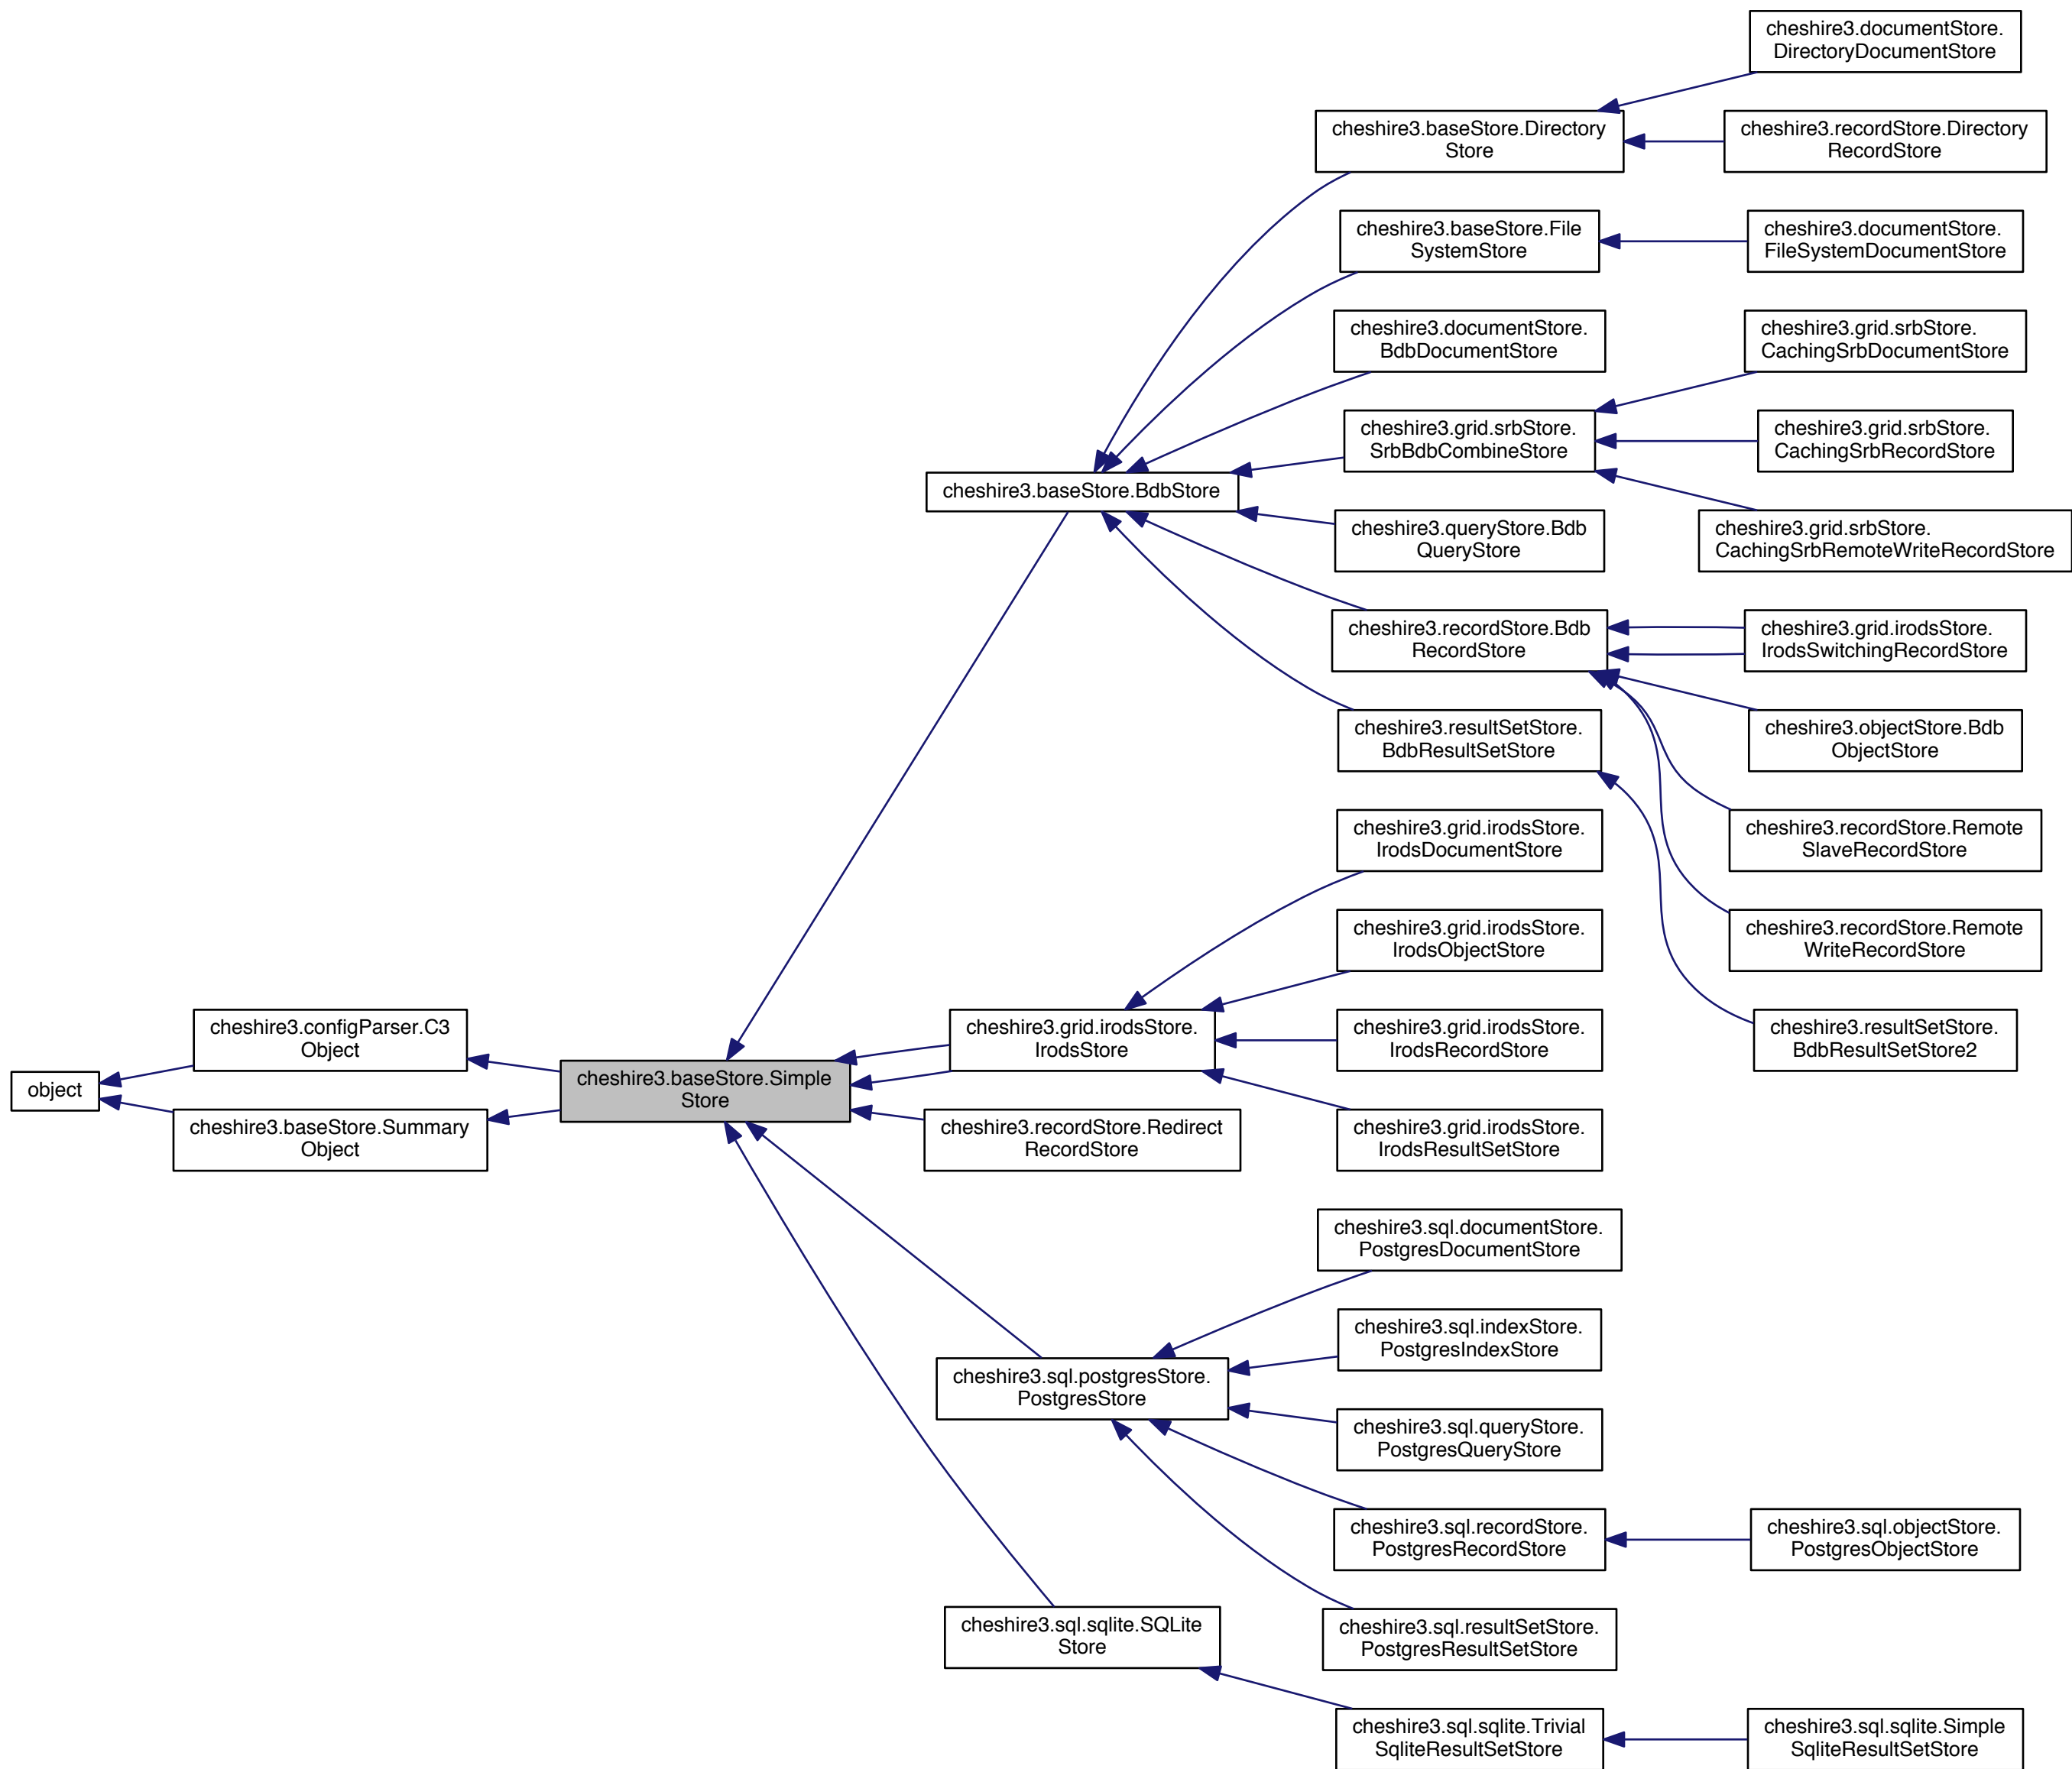 cheshire3.documentStore.
DirectoryDocumentStore
cheshire3.baseStore.Directory
Store
cheshire3.recordStore.Directory
RecordStore
cheshire3.baseStore.File
SystemStore
cheshire3.documentStore.
FileSystemDocumentStore
cheshire3.documentStore.
BdbDocumentStore
cheshire3.grid.srbStore.
CachingSrbDocumentStore
cheshire3.grid.srbStore.
SrbBdbCombineStore
cheshire3.grid.srbStore.
CachingSrbRecordStore
cheshire3.baseStore.BdbStore
cheshire3.queryStore.Bdb
QueryStore
cheshire3.grid.srbStore.
CachingSrbRemoteWriteRecordStore
cheshire3.recordStore.Bdb
RecordStore
cheshire3.grid.irodsStore.
IrodsSwitchingRecordStore
cheshire3.resultSetStore.
BdbResultSetStore
cheshire3.objectStore.Bdb
ObjectStore
cheshire3.grid.irodsStore.
IrodsDocumentStore
cheshire3.recordStore.Remote
SlaveRecordStore
cheshire3.grid.irodsStore.
IrodsObjectStore
cheshire3.recordStore.Remote
WriteRecordStore
cheshire3.configParser.C3
Object
cheshire3.grid.irodsStore.
IrodsStore
cheshire3.grid.irodsStore.
IrodsRecordStore
cheshire3.resultSetStore.
BdbResultSetStore2
object
cheshire3.baseStore.Simple
Store
cheshire3.baseStore.Summary
Object
cheshire3.recordStore.Redirect
RecordStore
cheshire3.grid.irodsStore.
IrodsResultSetStore
cheshire3.sql.documentStore.
PostgresDocumentStore
cheshire3.sql.indexStore.
PostgresIndexStore
cheshire3.sql.postgresStore.
PostgresStore
cheshire3.sql.queryStore.
PostgresQueryStore
cheshire3.sql.recordStore.
PostgresRecordStore
cheshire3.sql.objectStore.
PostgresObjectStore
cheshire3.sql.sqlite.SQLite
Store
cheshire3.sql.resultSetStore.
PostgresResultSetStore
cheshire3.sql.sqlite.Trivial
SqliteResultSetStore
cheshire3.sql.sqlite.Simple
SqliteResultSetStore